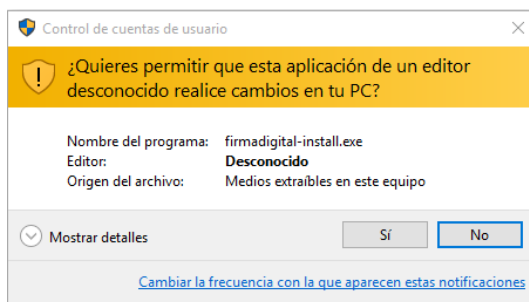 Control de cuentas de usuario
¿Quieres permitir que esta aplicación de un editor
desconocido realice cambios en tu PC?
Nombre del programa: firmadigital-install.exe
Editor: Desconocido
Origen del archivo: Medios extraíbles en este equipo
Mostrar detalles Sí No
Cambiar la frecuencia con la que aparecen estas notificaciones